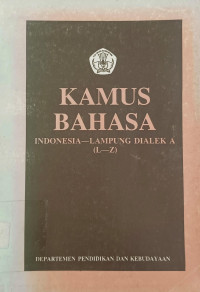 KAMUS
BAHASA
INDONESIA—LAMPUNG DIALEK A
(L—Z)
DEPARTEMEN PENDIDIKAN DAN KEBUDAYAAN